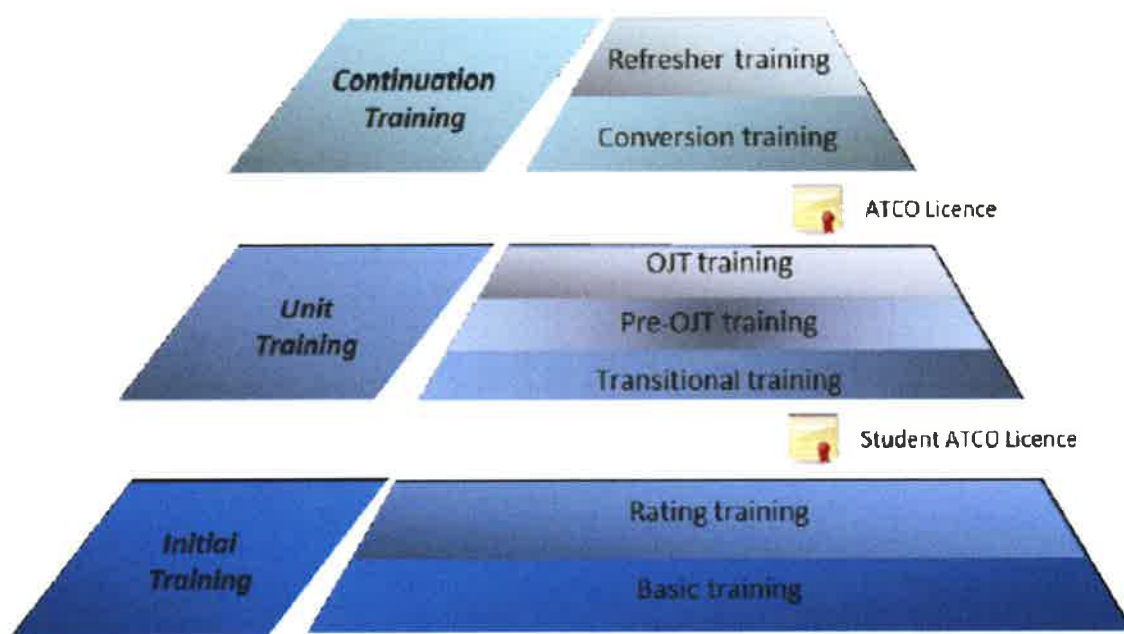 Continuation
Training
Refresher training
Conversion training
ATCO Licence
Unit
Training
OJT training
Pre-OJT training
Transitional training
Student ATCO Licence
Initial
Training
Rating training
Basic training